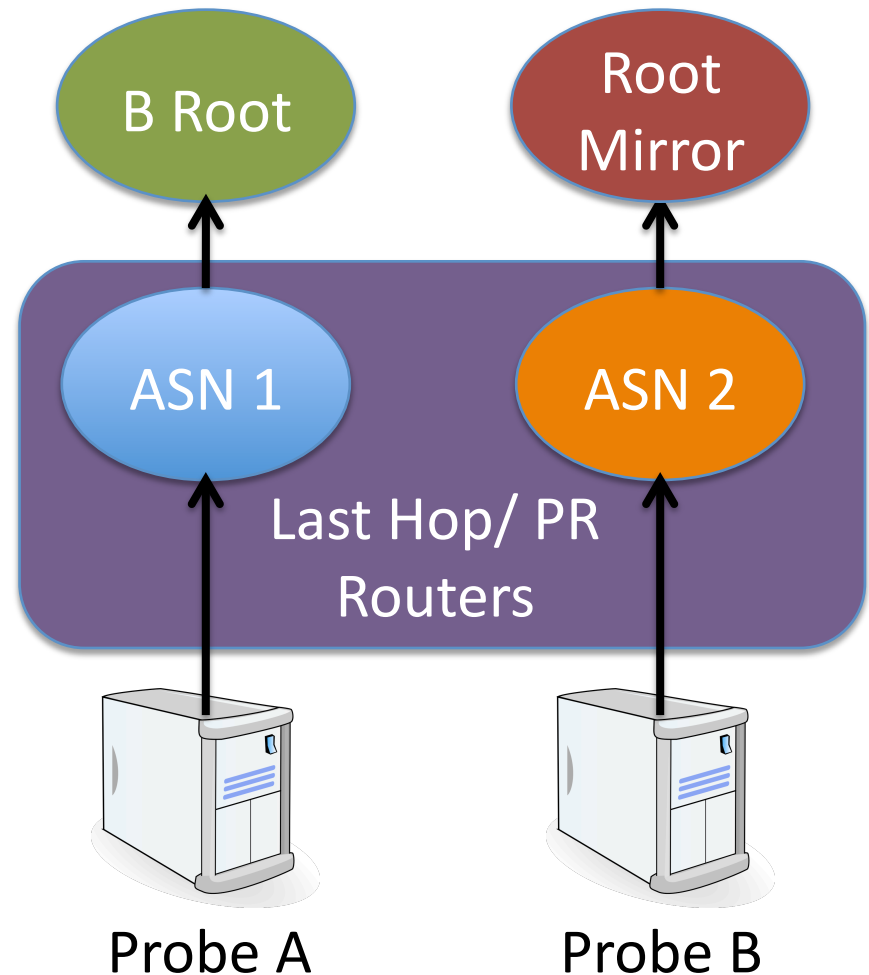 B Root
Root
Mirror
ASN 1
ASN 2
Last Hop/ PR
Routers
Probe A
Probe B